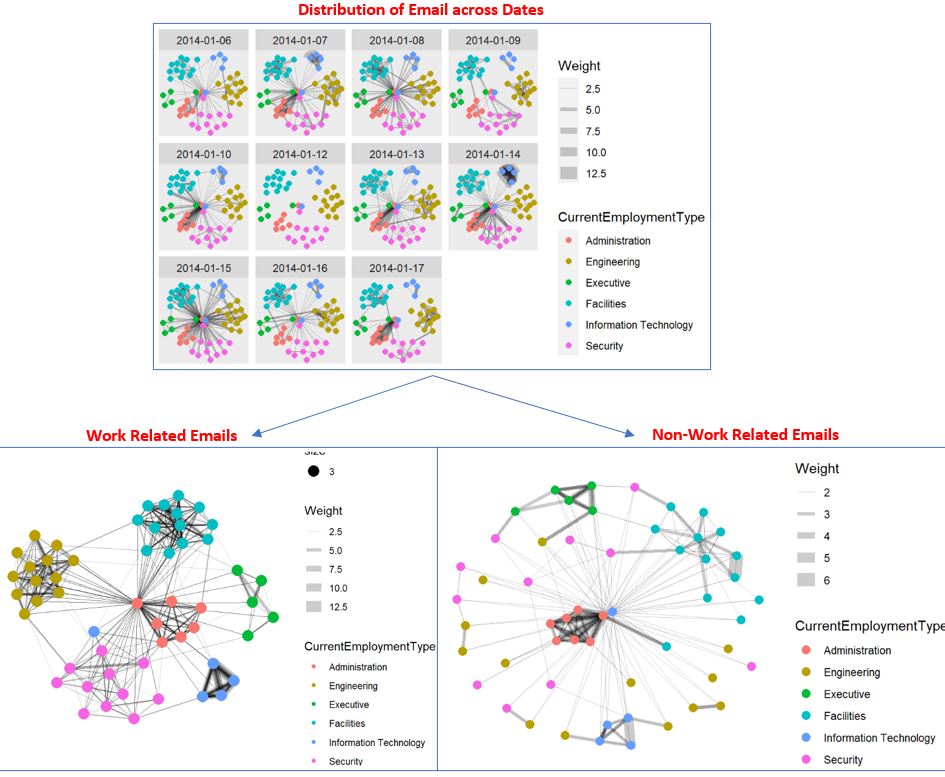 Distribution of Email across Dates
2014-01-06 2014-01-07 2014-01-08 2014-01-09
2014-01-10 2014-01-12 2014-01-13 2014-01-14
2014-01-15 2014-01-16 2014-01-17
Weight
2.5
5.0
7.5
10.0
12.5
CurrentEmploymentType
Administration
Engineering
Executive
Facilities
Information Technology
Security
Work Related Emails
size
3
Weight
2.5
5.0
7.5
10.0
12.5
CurrentEmploymentType
Administration
Engineering
Executive
Facilities
Information Technology
Security
Non-Work Related Emails
Weight
2
3
4
5
6
CurrentEmploymentType
Administration
Engineering
Executive
Facilities
Information Technology
Security